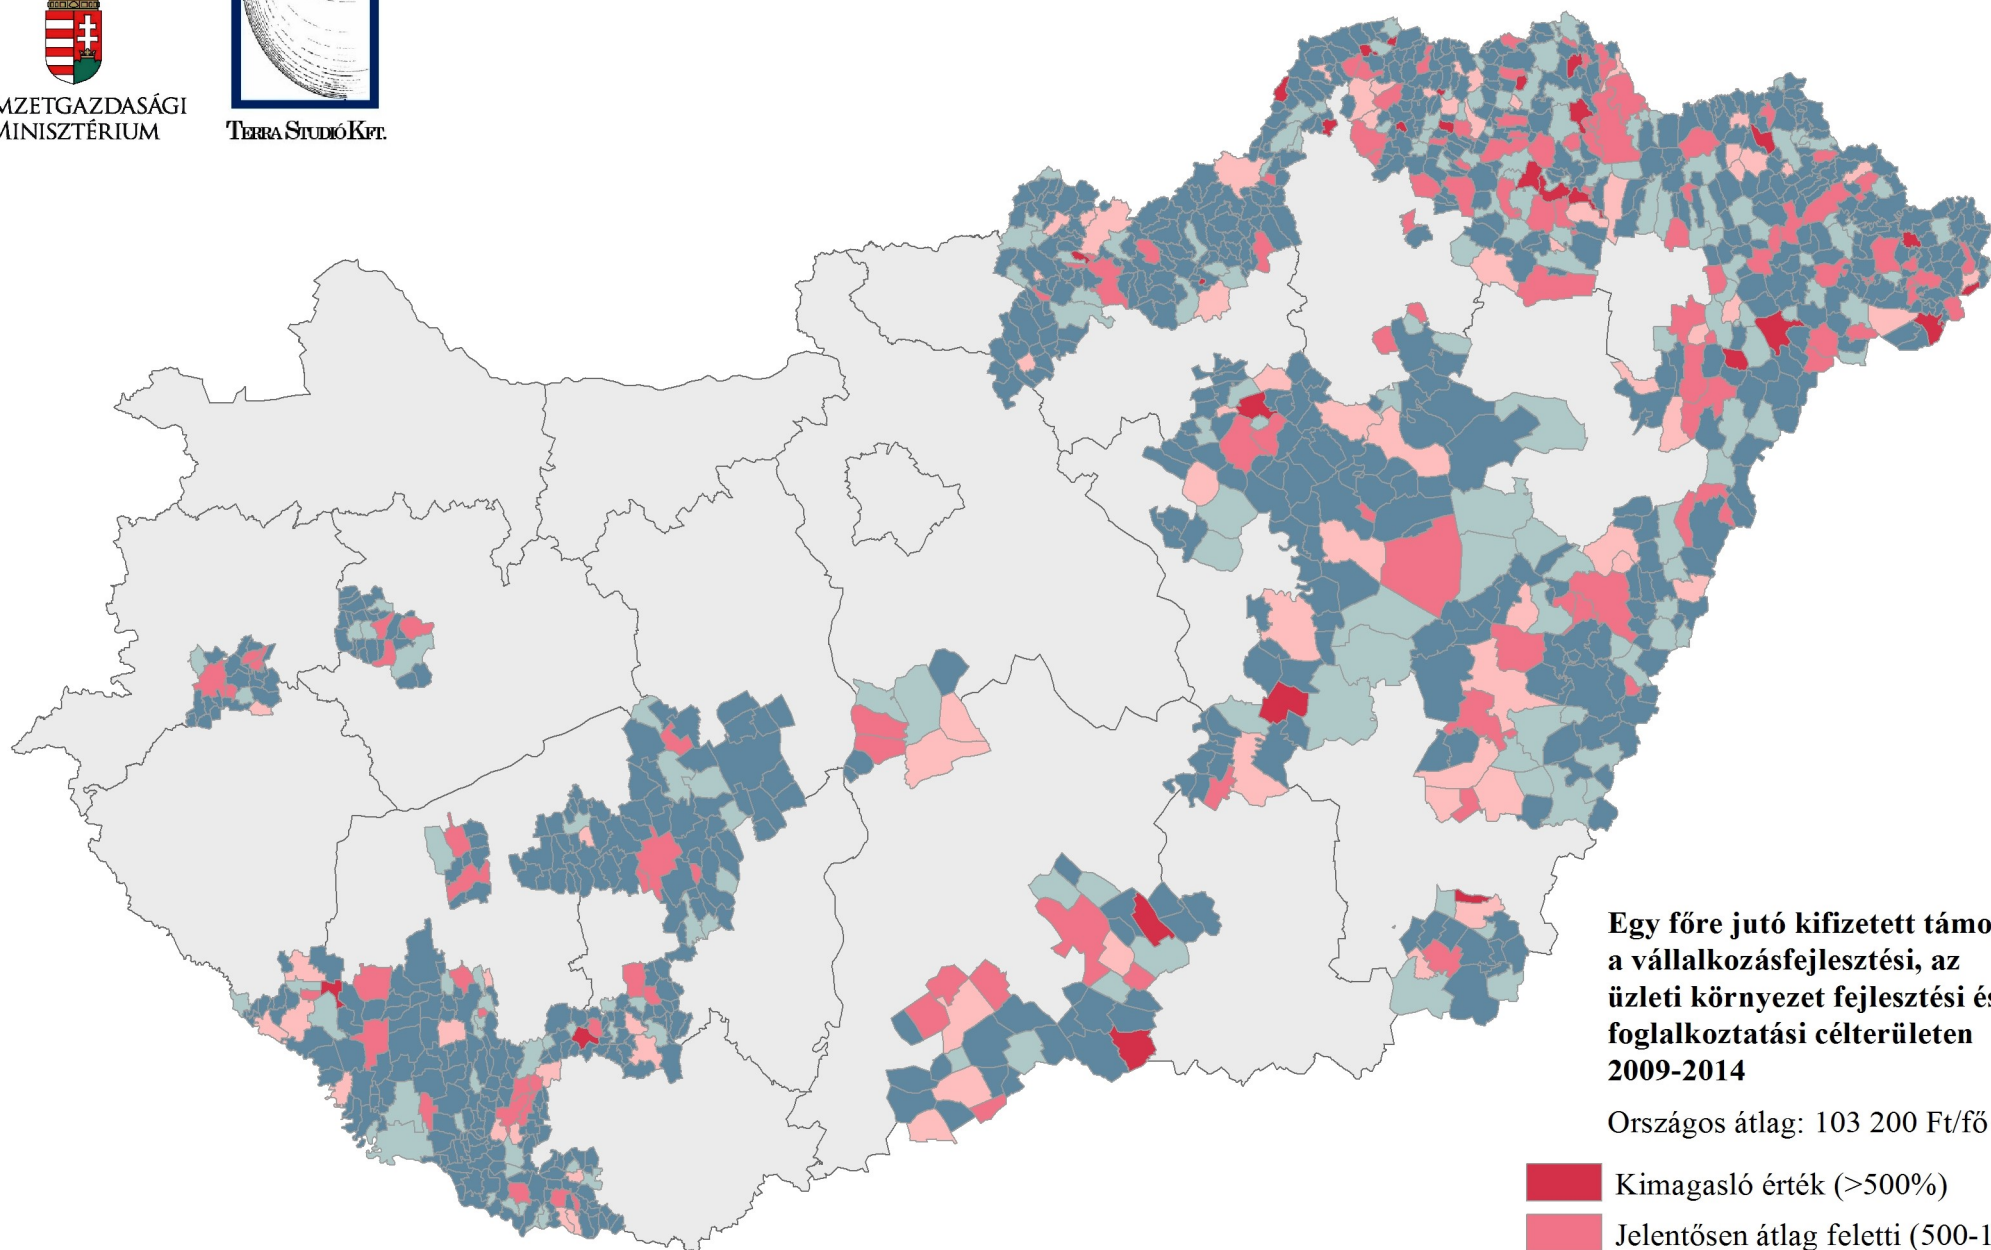 MZETGAZDASÁGI
MINISZTÉRIUM
TERRA STUDIÓ KFT.
Egy főre jutó kifizetett támo
a vállalkozásfejlesztési, az
üzleti környezet fejlesztési és
foglalkoztatási célterületen
2009-2014
Országos átlag: 103 200 Ft/fő
Kimagasló érték (>500%)
Jelentősen átlag feletti (500-1